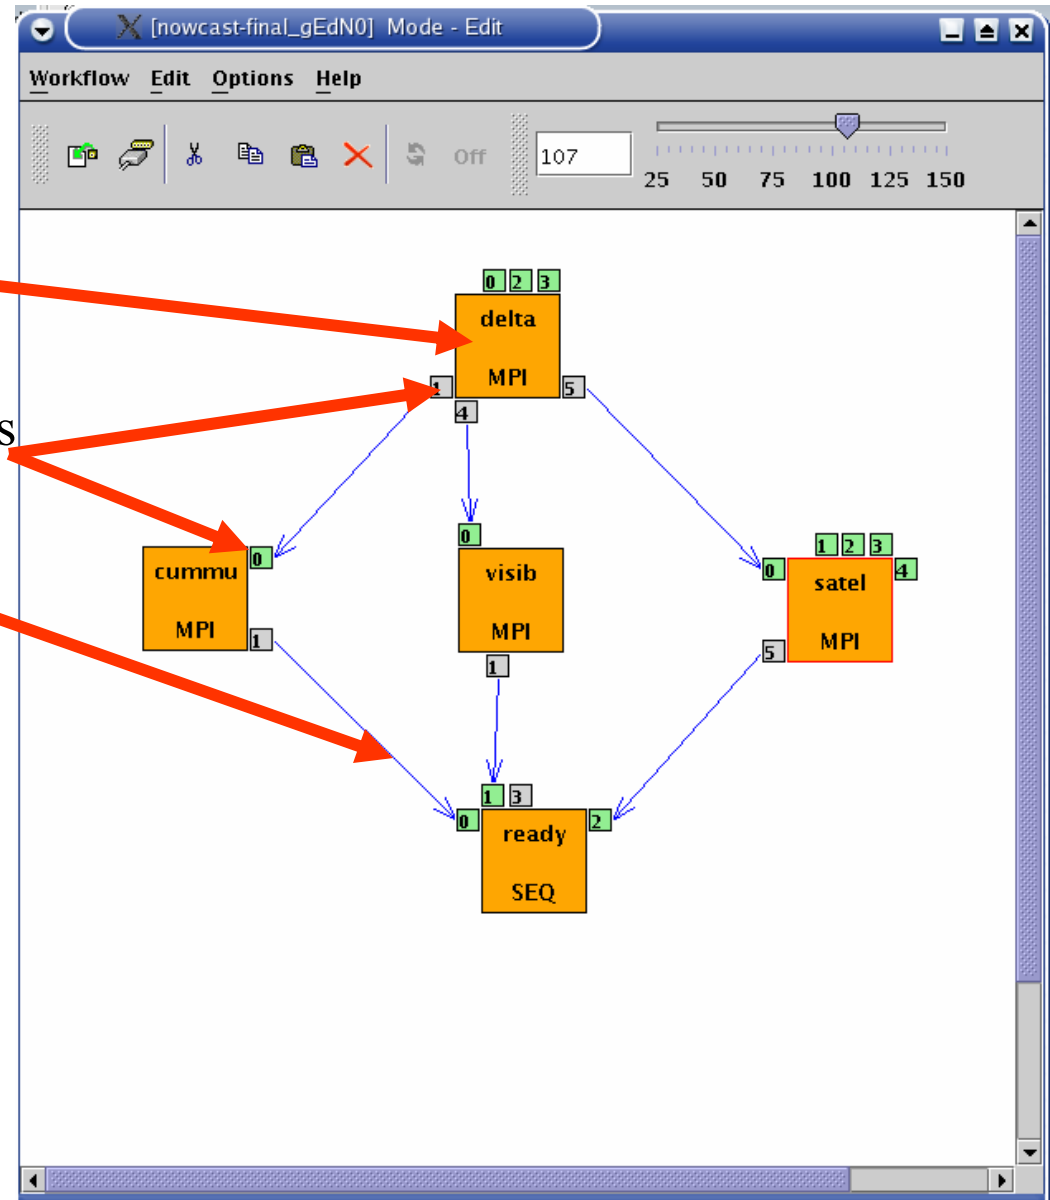 [nowcast-final_gEdN0] Mode - Edit
Workflow Edit Options Help
Off 107
25 50 75 100 125 150
0 2 3
delta
MPI
1 5
4
s
0
cummu
MPI
1
0
visib
MPI
1
1 2 3
0 4
satel
MPI
5
1 3
0 2
ready
SEQ